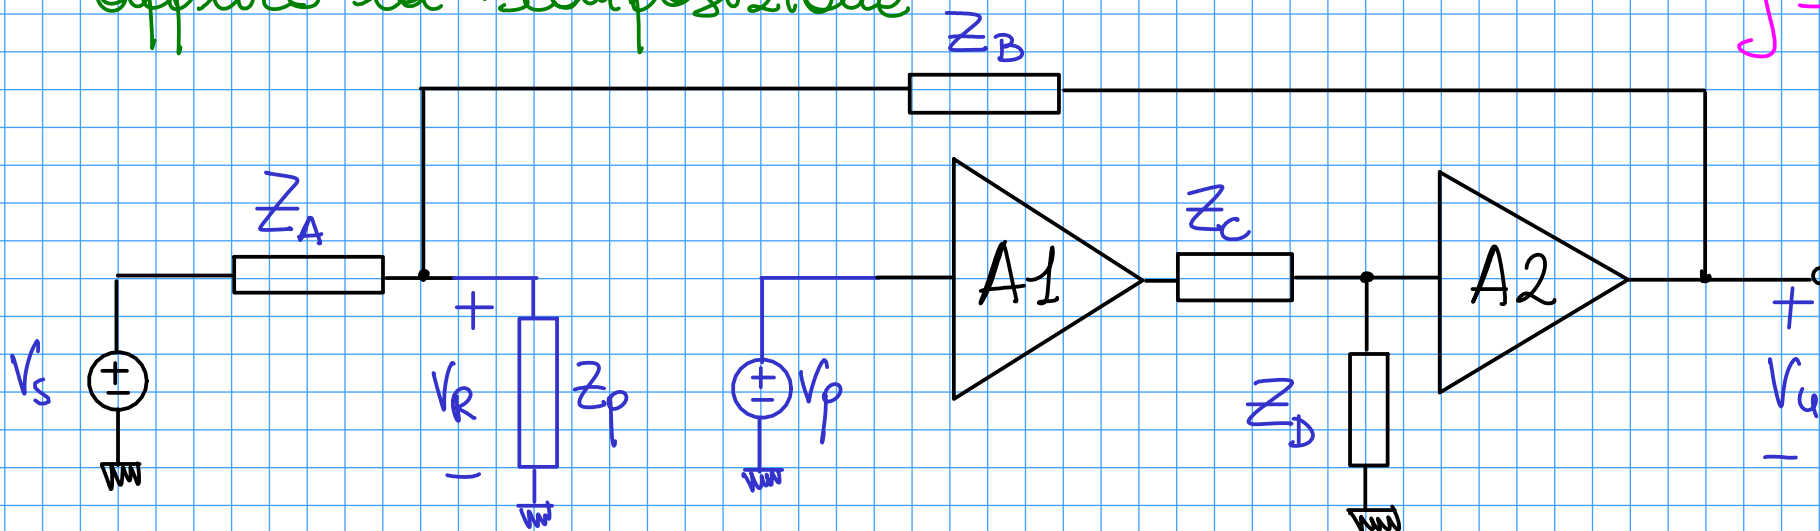 Z_B
Z_A
Z_C
A1
A2
+
V_S
+
-
V_R
+
-
Z_P
+
-
V_P
Z_D
+
V_u
-